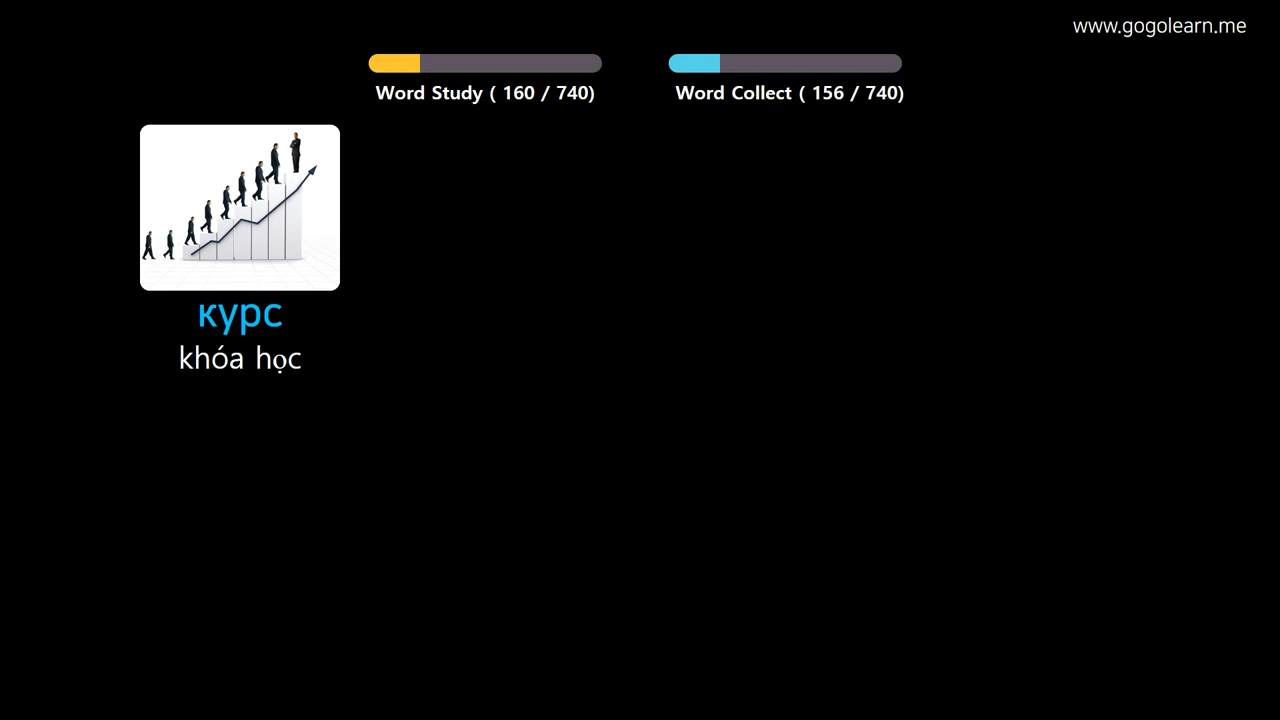 www.gogolearn.me
Word Study ( 160 / 740)
Word Collect ( 156 / 740)
курс
khóa học